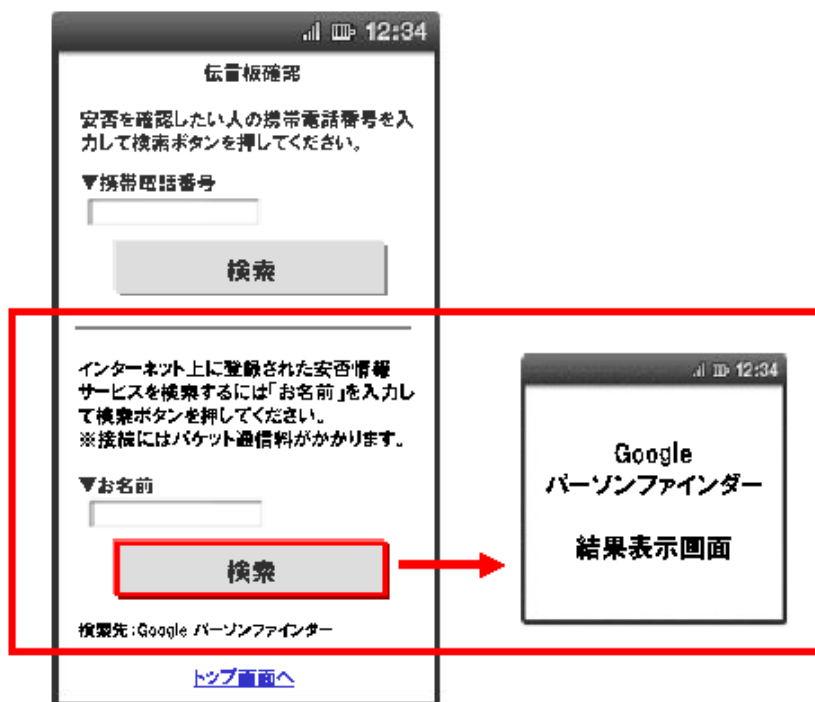 12:34
伝言板確認
安否を確認したい人の携帯電話番号を入
力して検索ボタンを押してください。
▼携帯電話番号
検索
インターネット上に登録された安否情報
サービスを検索するには「お名前」を入力し
て検索ボタンを押してください。
※接続にはパケット通信料がかかります。
▼お名前
検索
検索先:Google パーソンファインダー
トップ画面へ
12:34
Google
パーソンファインダー
結果表示画面